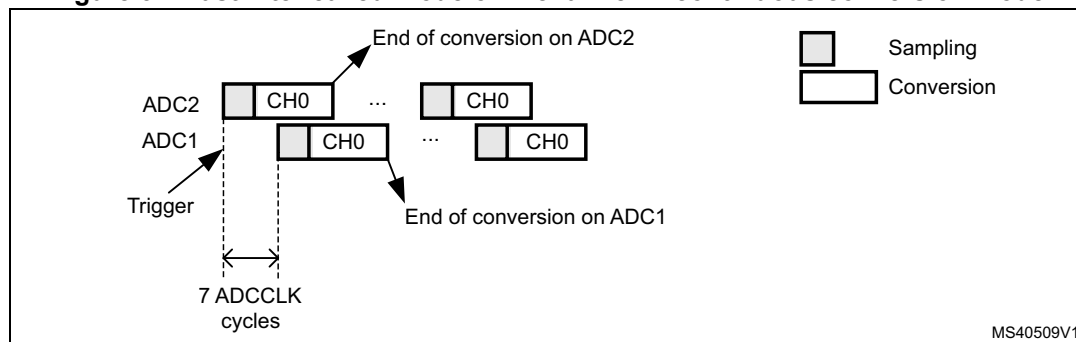 End of conversion on ADC2
Sampling
Conversion
ADC2
CH0
...
CH0
ADC1
CH0
...
CH0
Trigger
End of conversion on ADC1
7 ADCCLK
cycles
MS40509V1